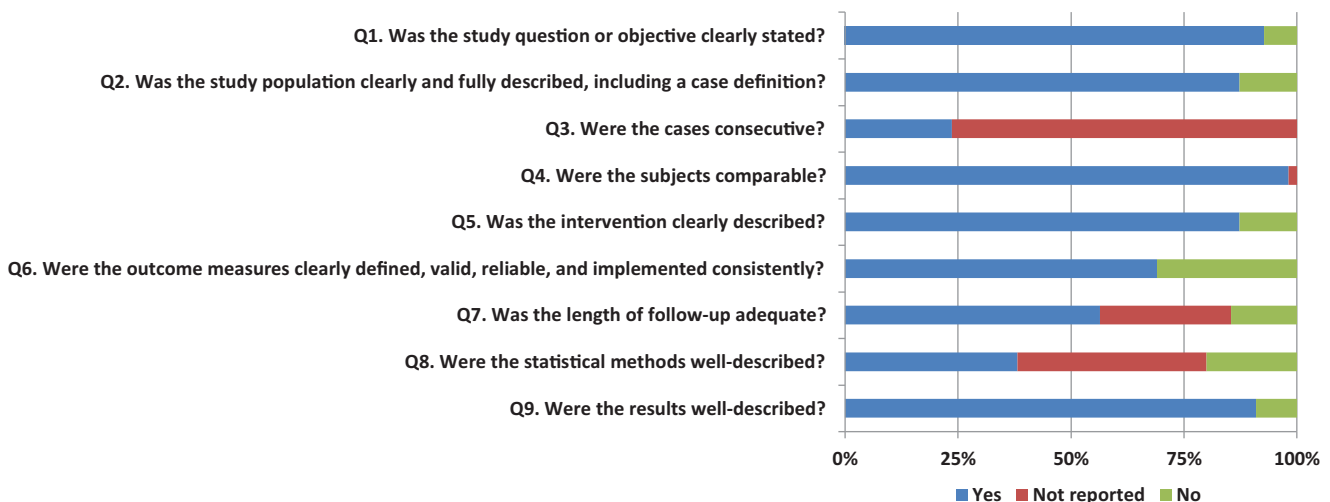 Q1. Was the study question or objective clearly stated?
Q2. Was the study population clearly and fully described, including a case definition?
Q3. Were the cases consecutive?
Q4. Were the subjects comparable?
Q5. Was the intervention clearly described?
Q6. Were the outcome measures clearly defined, valid, reliable, and implemented consistently?
Q7. Was the length of follow-up adequate?
Q8. Were the statistical methods well-described?
Q9. Were the results well-described?
0% 25% 50% 75% 100%
Yes Not reported No